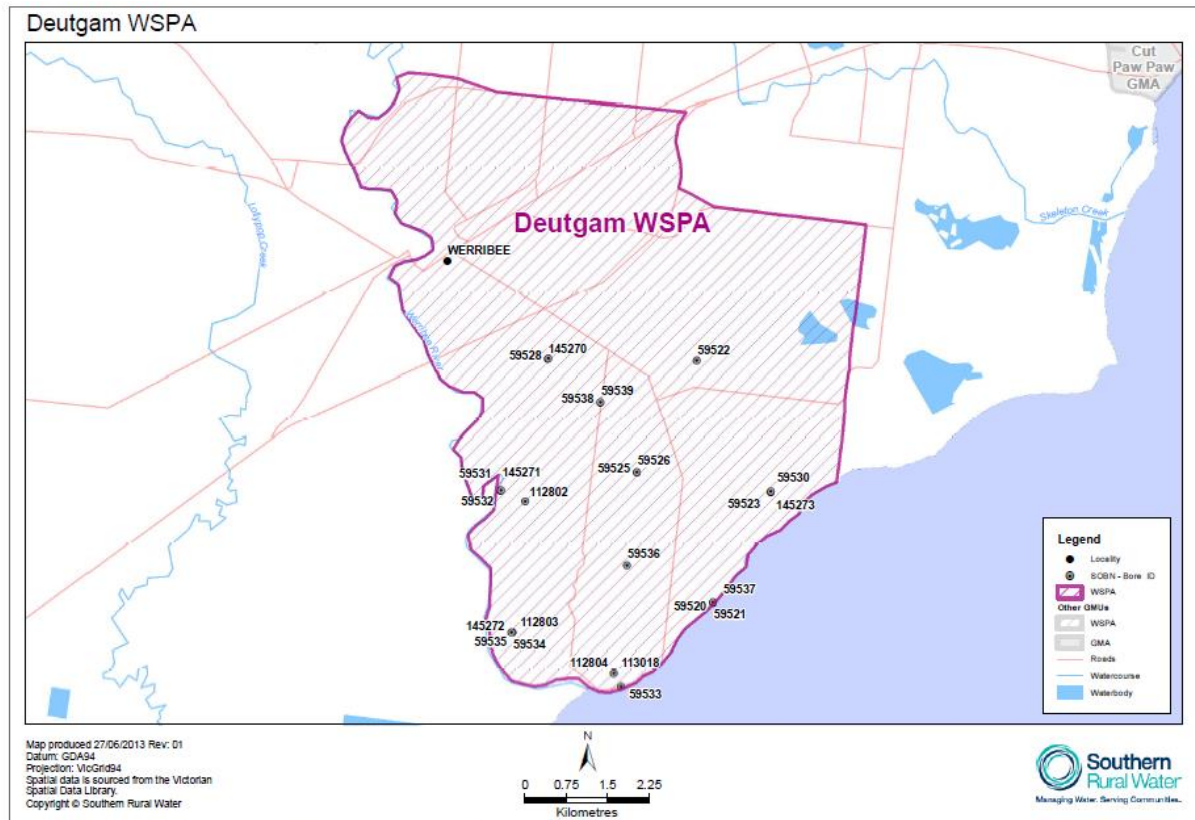 Deutgam WSPA
Cut
Paw Paw
GMA
Deutgam WSPA
Skeleton Creek
Lollypop Creek
WERRIBEE
Werribee River
59528 145270
59522
59539
59538
59526
59525
59531 145271
59532
112802
59530
59523
145273
59536
59537
59520
59521
145272 112803
59535 59534
112804 113018
59533
Legend
Locality
SOBN - Bore ID
WSPA
Other GMUs
WSPA
GMA
Roads
Watercourse
Waterbody
Map produced 27/06/2013 Rev: 01
Datum: GDA94
Projection: VicGrid94
Spatial data is sourced from the Victorian
Spatial Data Library.
Copyright © Southern Rural Water
N
0 0.75 1.5 2.25
Kilometres
Southern
Rural Water
Managing Water. Serving Communities.